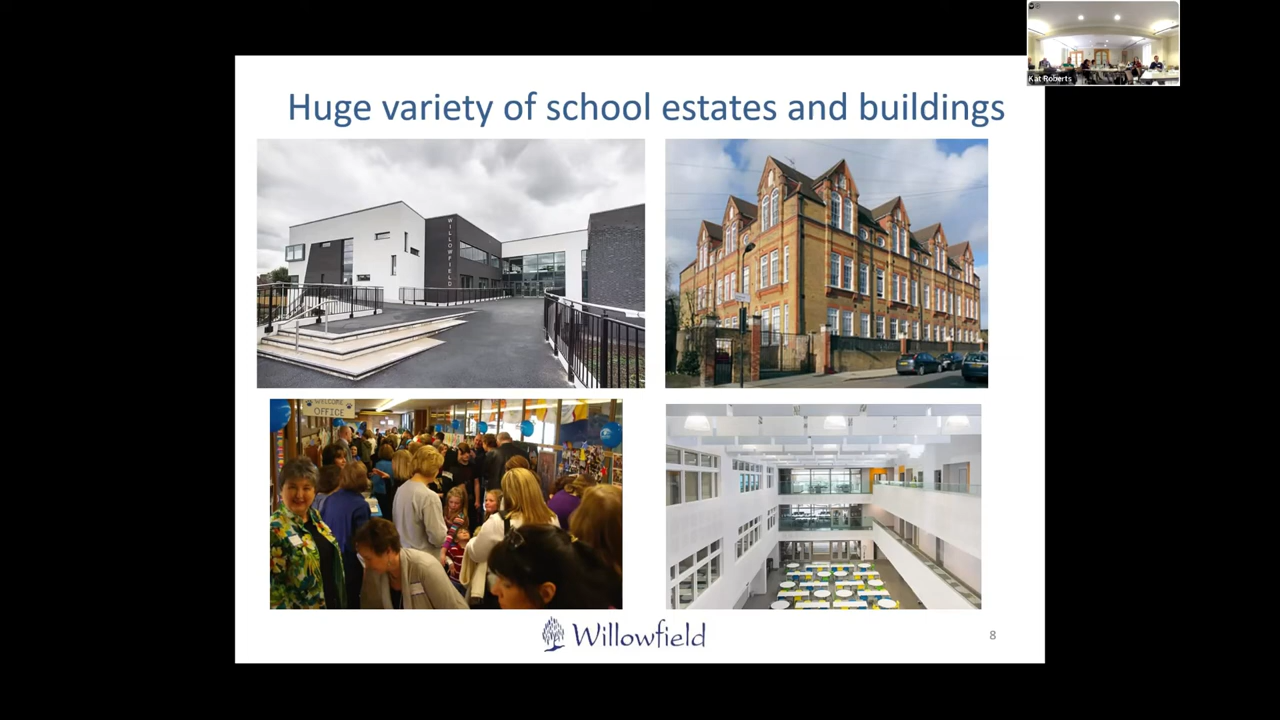 Kat Roberts
Huge variety of school estates and buildings
WILLOWFIELD
WELCOME
OFFICE
Willowfield
8